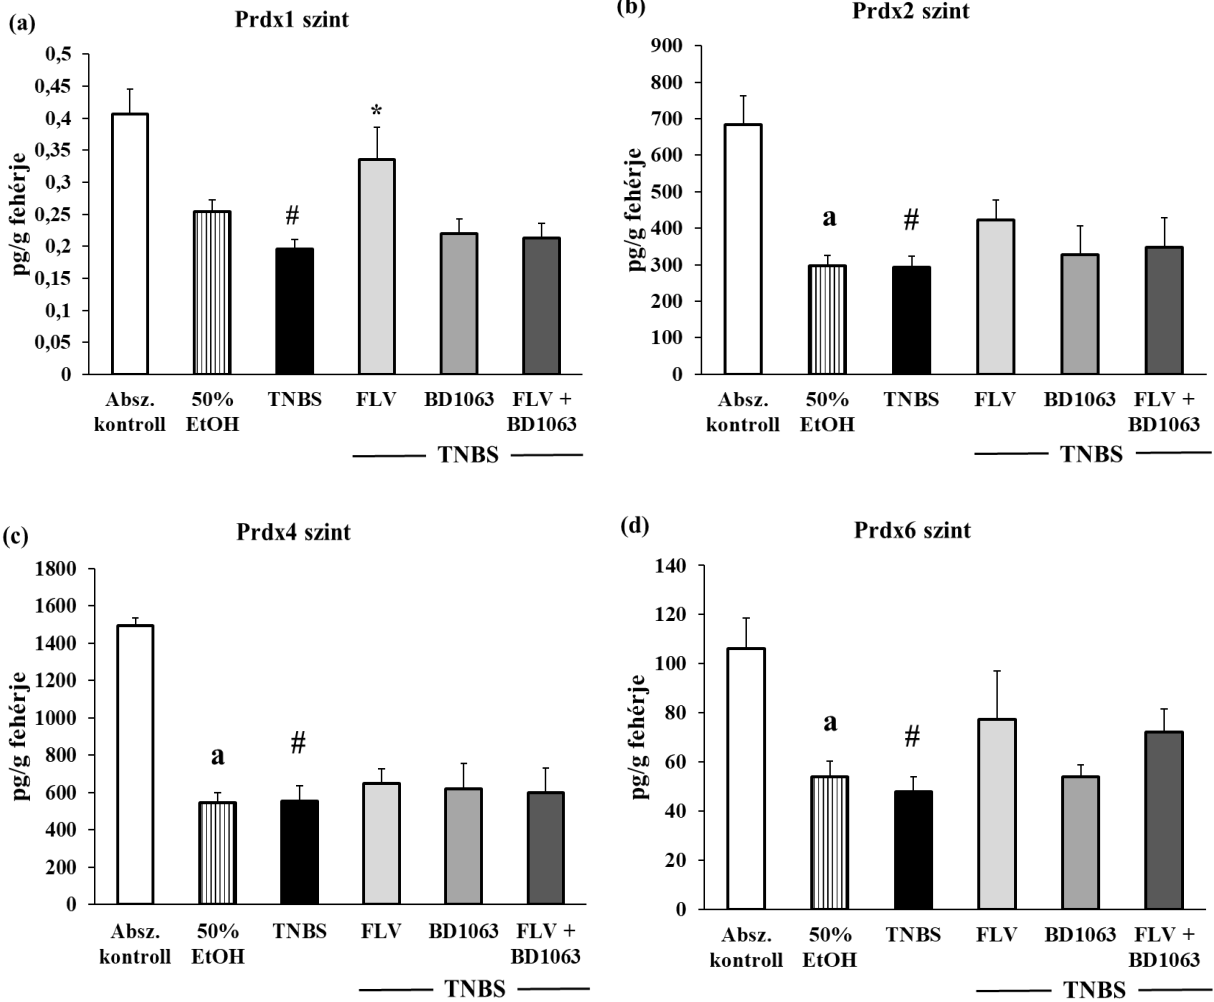 (a)
Prdx1 szint
pg/g fehérje
0,5
0,45
0,4
0,35
0,3
0,25
0,2
0,15
0,1
0,05
0
#
*
Absz. kontroll
50% EtOH
TNBS
FLV
BD1063
FLV + BD1063
TNBS
(b)
Prdx2 szint
pg/g fehérje
900
800
700
600
500
400
300
200
100
0
a
#
Absz. kontroll
50% EtOH
TNBS
FLV
BD1063
FLV + BD1063
TNBS
(c)
Prdx4 szint
pg/g fehérje
1800
1600
1400
1200
1000
800
600
400
200
0
a
#
Absz. kontroll
50% EtOH
TNBS
FLV
BD1063
FLV + BD1063
TNBS
(d)
Prdx6 szint
pg/g fehérje
140
120
100
80
60
40
20
0
a
#
Absz. kontroll
50% EtOH
TNBS
FLV
BD1063
FLV + BD1063
TNBS